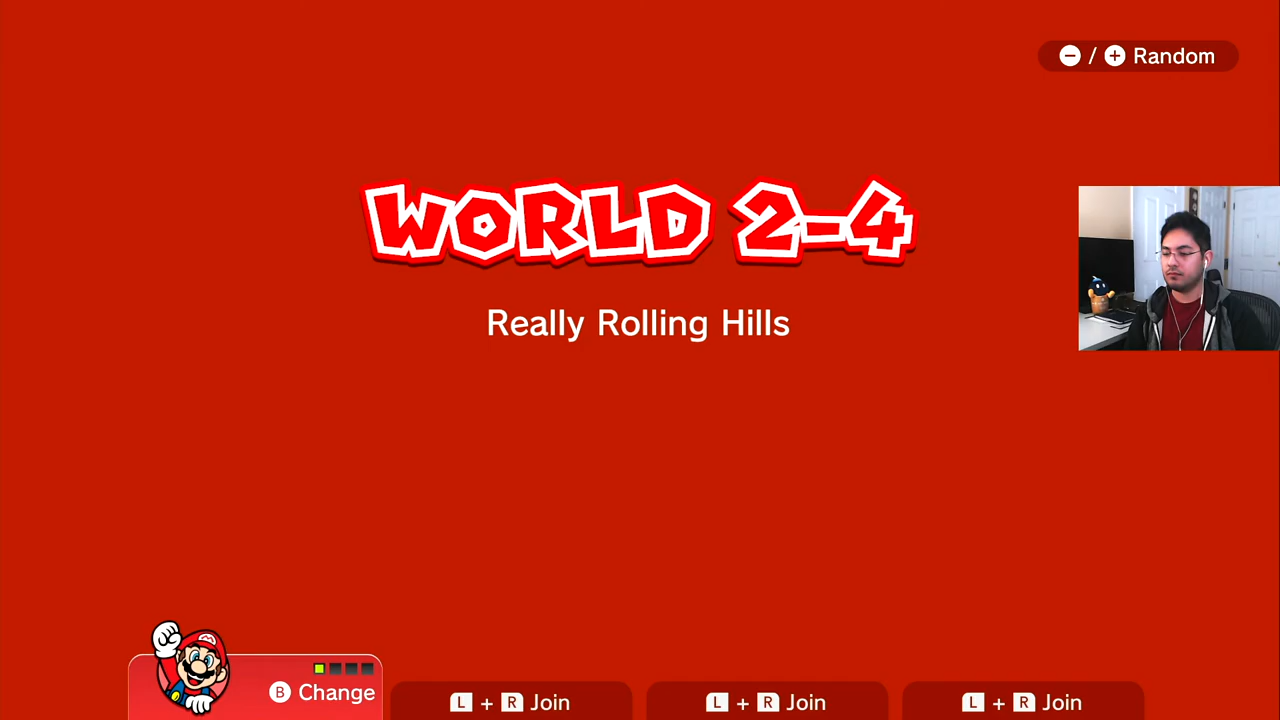 − / + Random
WORLD 2-4
Really Rolling Hills
B Change
L + R Join
L + R Join
L + R Join